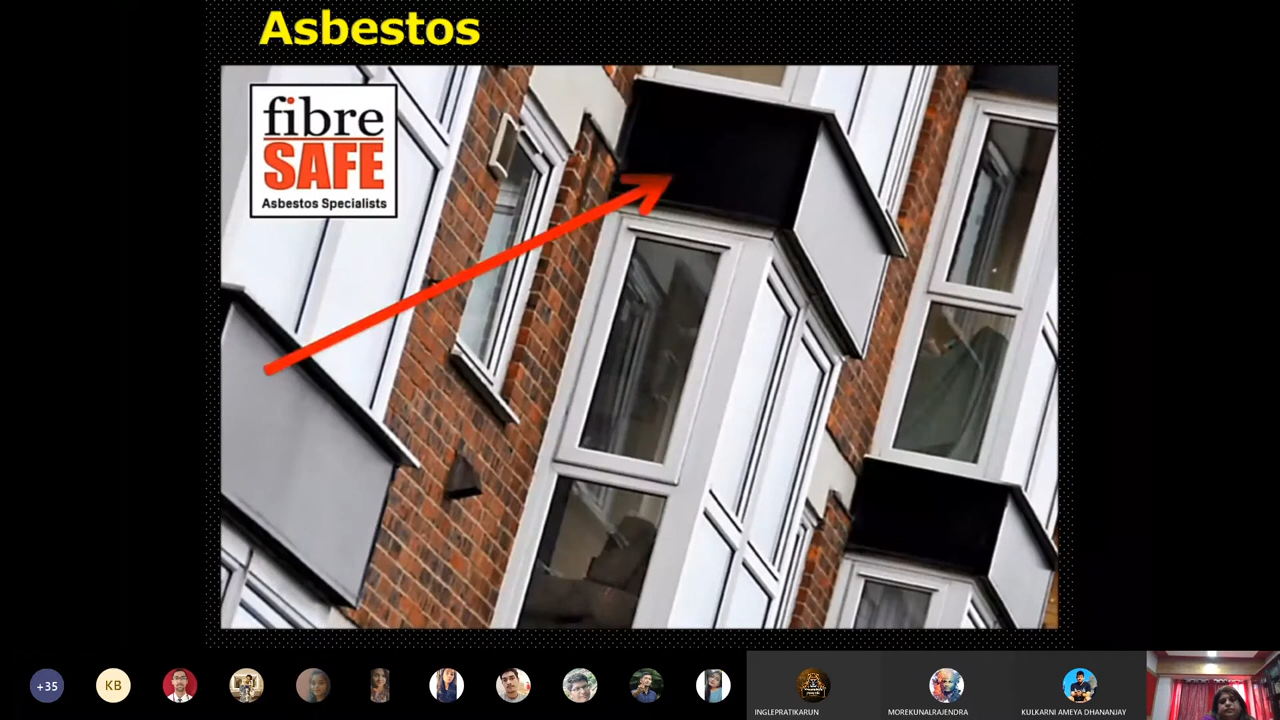 Asbestos
fibre
SAFE
Asbestos Specialists
+35
KB
INGLEPRATIKARUN
MOREKUNALRAJENDRA
KULKARNI AMEYA DHANANJAY